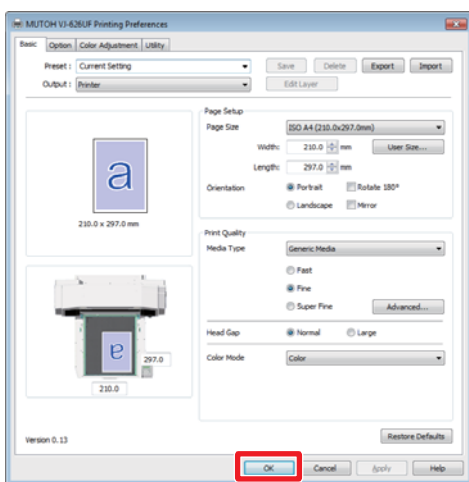 MUTOH VJ-626UF Printing Preferences
Basic Option Color Adjustment Utility
Preset : Current Setting Save Delete Export Import
Output : Printer Edit Layer
Page Setup
Page Size ISO A4 (210.0x297.0mm)
Width: 210.0 mm User Size...
Length: 297.0 mm
Orientation Portrait Rotate 180°
Landscape Mirror
a
210.0 x 297.0 mm
Print Quality
Media Type Generic Media
Fast
Fine
Super Fine Advanced...
Head Gap Normal Large
Color Mode Color
a
297.0
210.0
Version 0.13
Restore Defaults
OK Cancel Apply Help